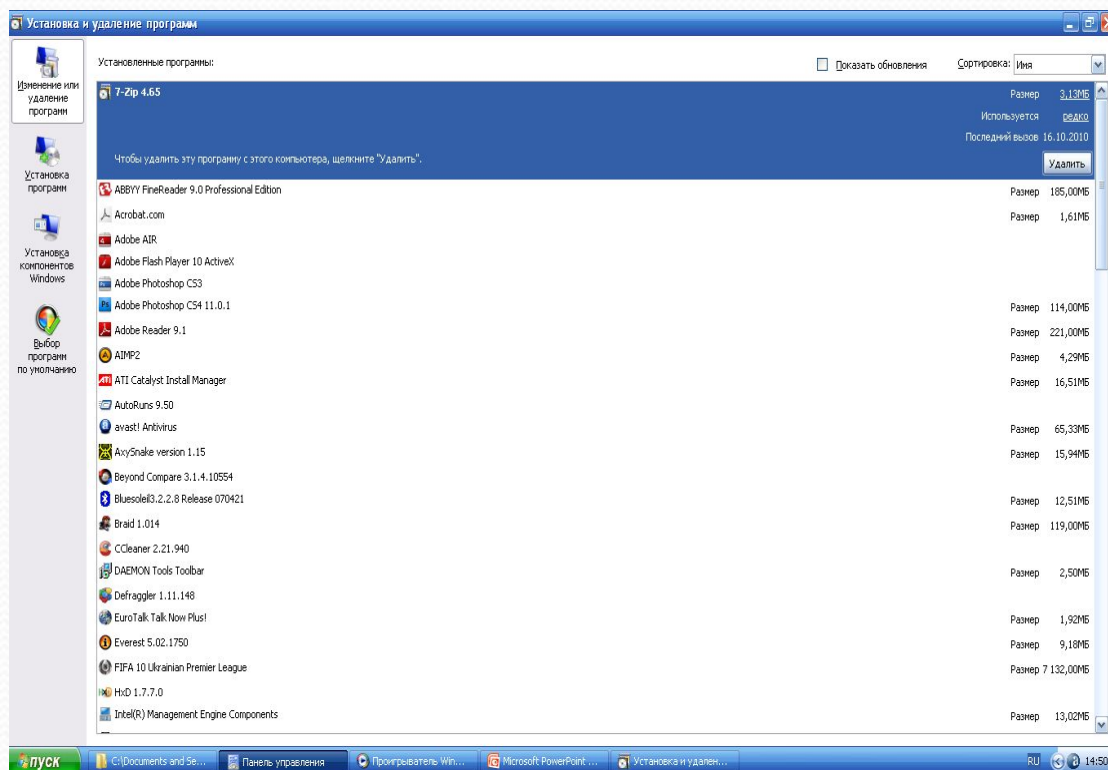 Установка и удаление программ
Изменение или
удаление
программ
Установка
программ
Установка
компонентов
Windows
Выбор
программ
по умолчанию
Установленные программы:
Показать обновления
Сортировка: Имя
7-Zip 4.65 Размер 3,13МБ
Используется редко
Последний вызов 16.10.2010
Чтобы удалить эту программу с этого компьютера, щелкните "Удалить". Удалить
ABBYY FineReader 9.0 Professional Edition Размер 185,00МБ
Acrobat.com Размер 1,61МБ
Adobe AIR
Adobe Flash Player 10 ActiveX
Adobe Photoshop CS3
Adobe Photoshop CS4 11.0.1 Размер 114,00МБ
Adobe Reader 9.1 Размер 221,00МБ
AIMP2 Размер 4,29МБ
ATI Catalyst Install Manager Размер 16,51МБ
AutoRuns 9.50
avast! Antivirus Размер 65,33МБ
AxySnake version 1.15 Размер 15,94МБ
Beyond Compare 3.1.4.10554
Bluesoleil3.2.2.8 Release 070421 Размер 12,51МБ
Braid 1.014 Размер 119,00МБ
CCleaner 2.21.940
DAEMON Tools Toolbar Размер 2,50МБ
Defraggler 1.11.148
EuroTalk Talk Now Plus! Размер 1,92МБ
Everest 5.02.1750 Размер 9,18МБ
FIFA 10 Ukrainian Premier League Размер 7 132,00МБ
HxD 1.7.7.0
Intel(R) Management Engine Components Размер 13,02МБ
пуск C:\Documents and Se... Панель управления Проигрыватель Win... Microsoft PowerPoint ... Установка и удален... RU 14:50